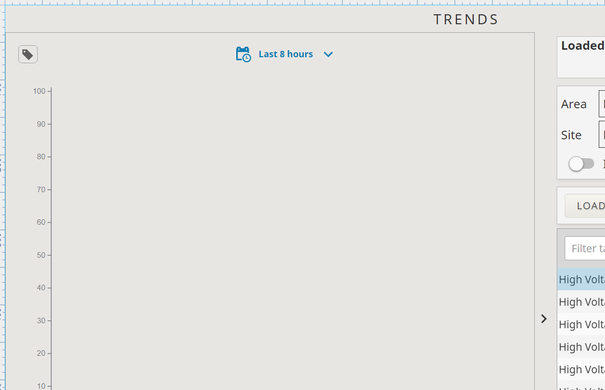 TRENDS
Last 8 hours
100
90
80
70
60
50
40
30
20
10
Loaded
Area
Site
LOAD
Filter ta
High Volt
High Volt
High Volt
High Volt
High Volt